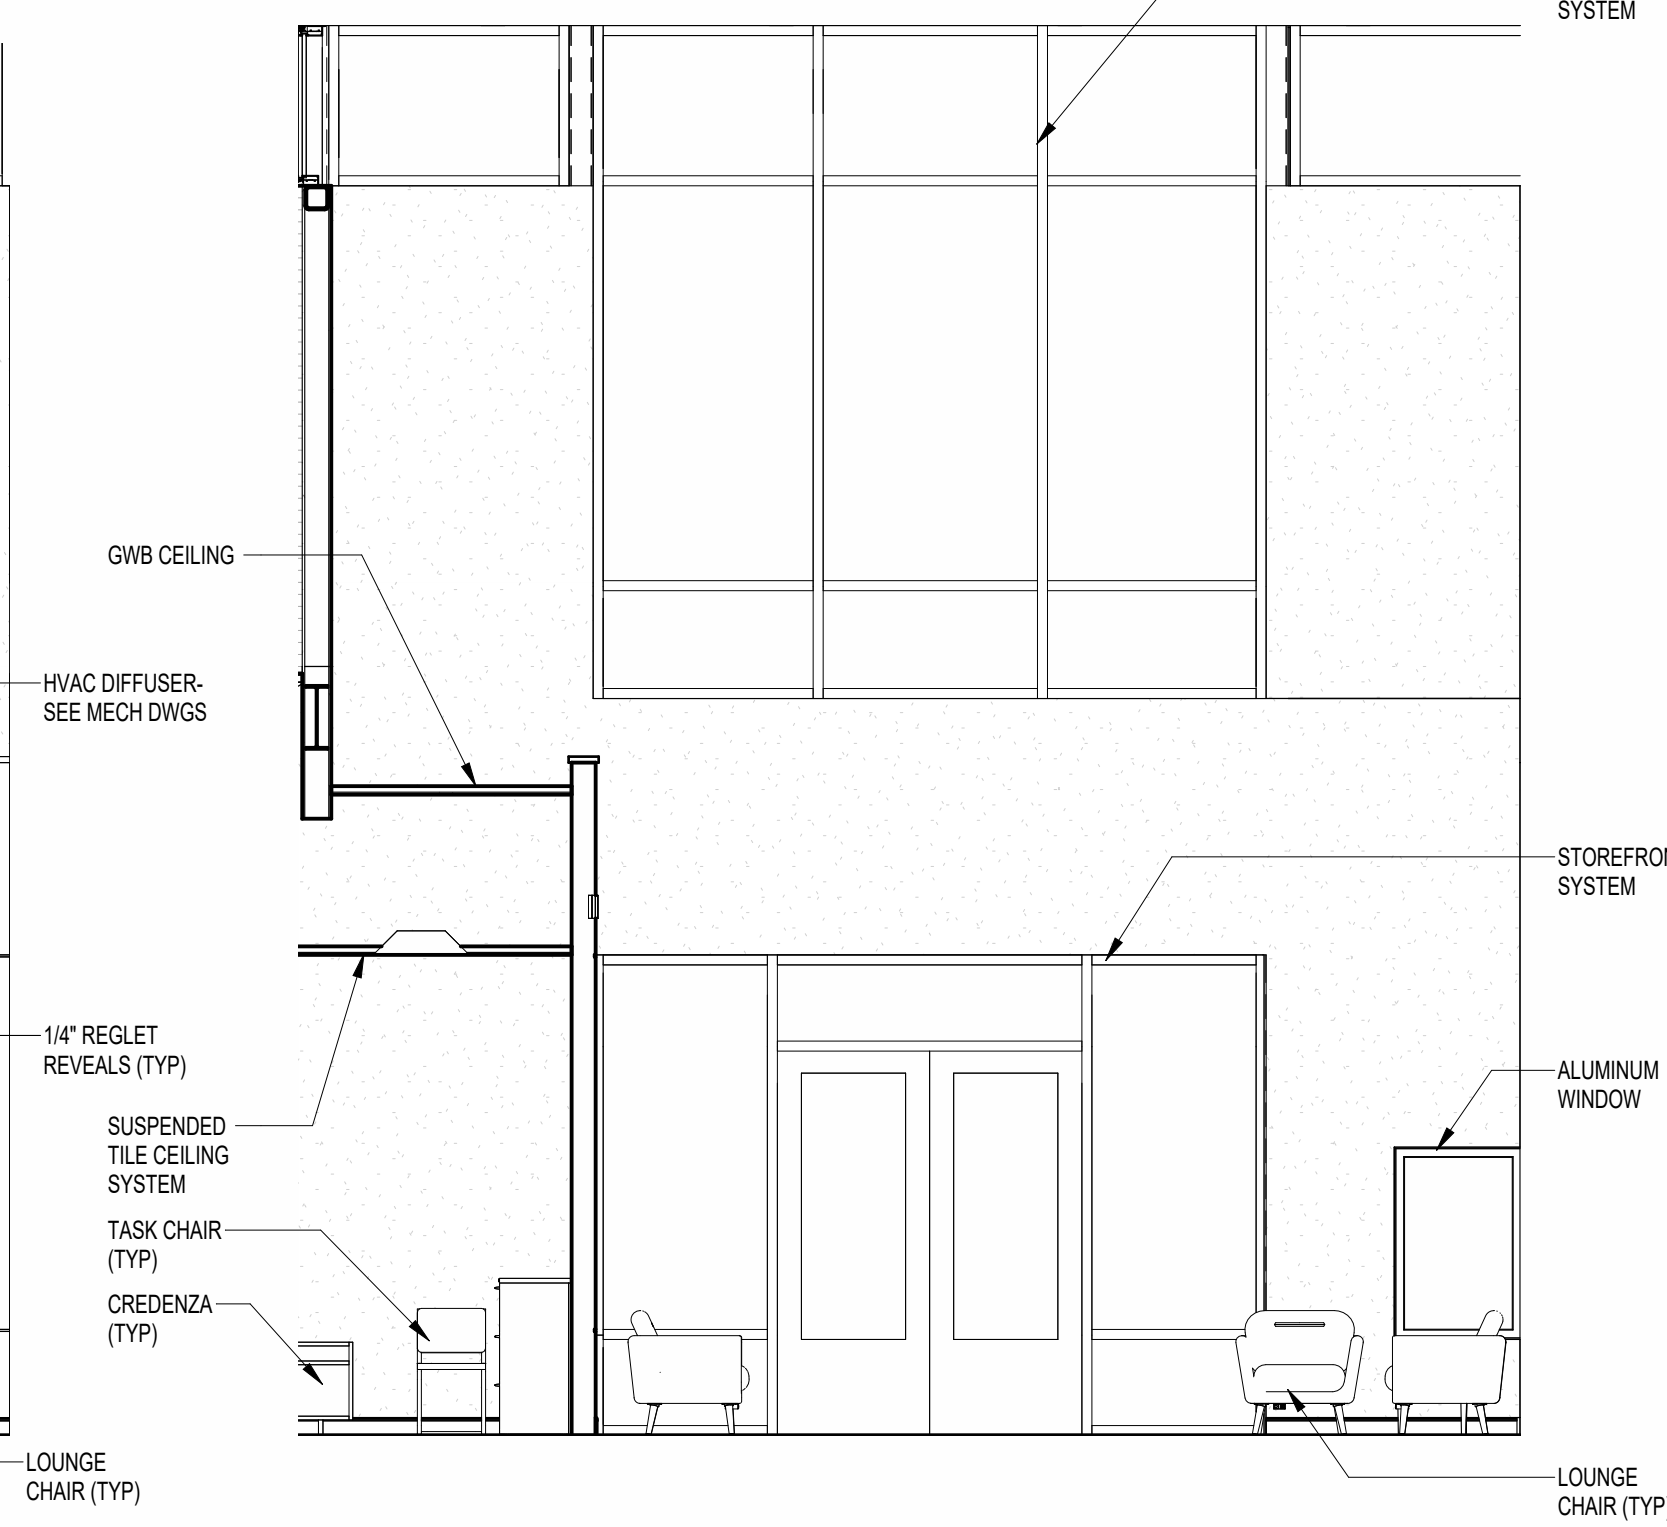 SYSTEM
GWB CEILING
HVAC DIFFUSER-
SEE MECH DWGS
STOREFRON
SYSTEM
1/4" REGLET
REVEALS (TYP)
ALUMINUM
WINDOW
SUSPENDED
TILE CEILING
SYSTEM
TASK CHAIR
(TYP)
CREDENZA
(TYP)
LOUNGE
CHAIR (TYP)
LOUNGE
CHAIR (TYP)